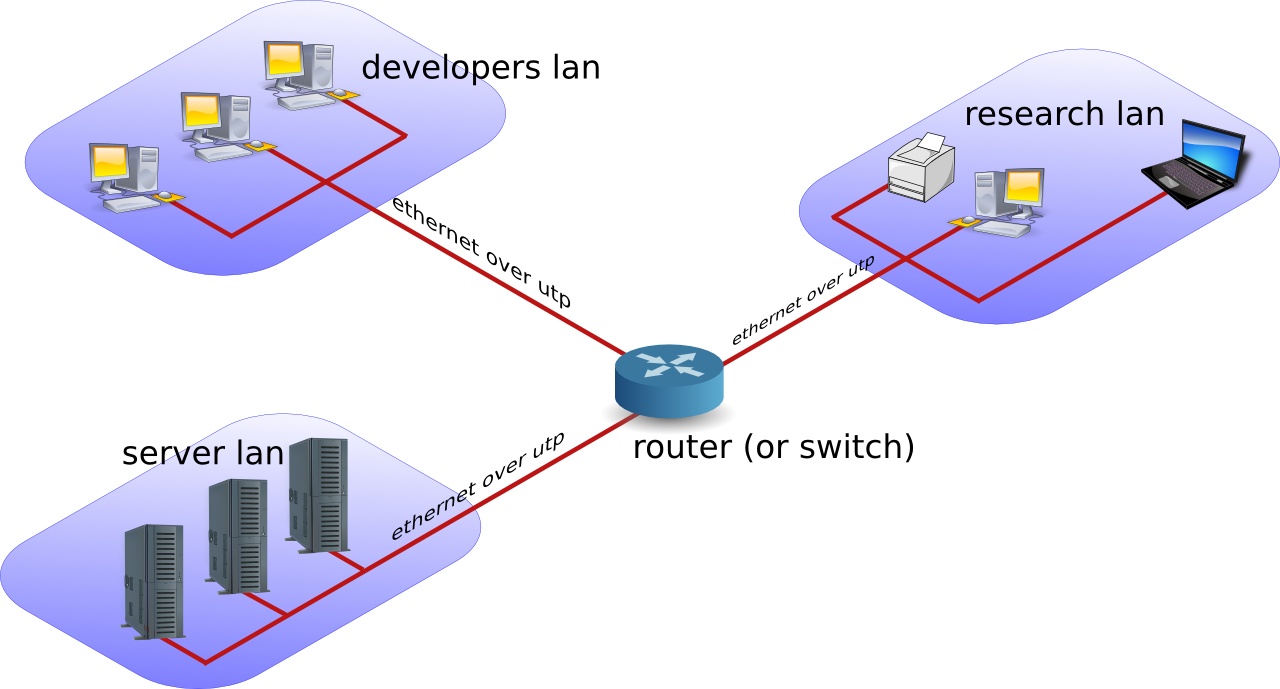 developers lan
research lan
ethernet over utp
ethernet over utp
router (or switch)
server lan
ethernet over utp